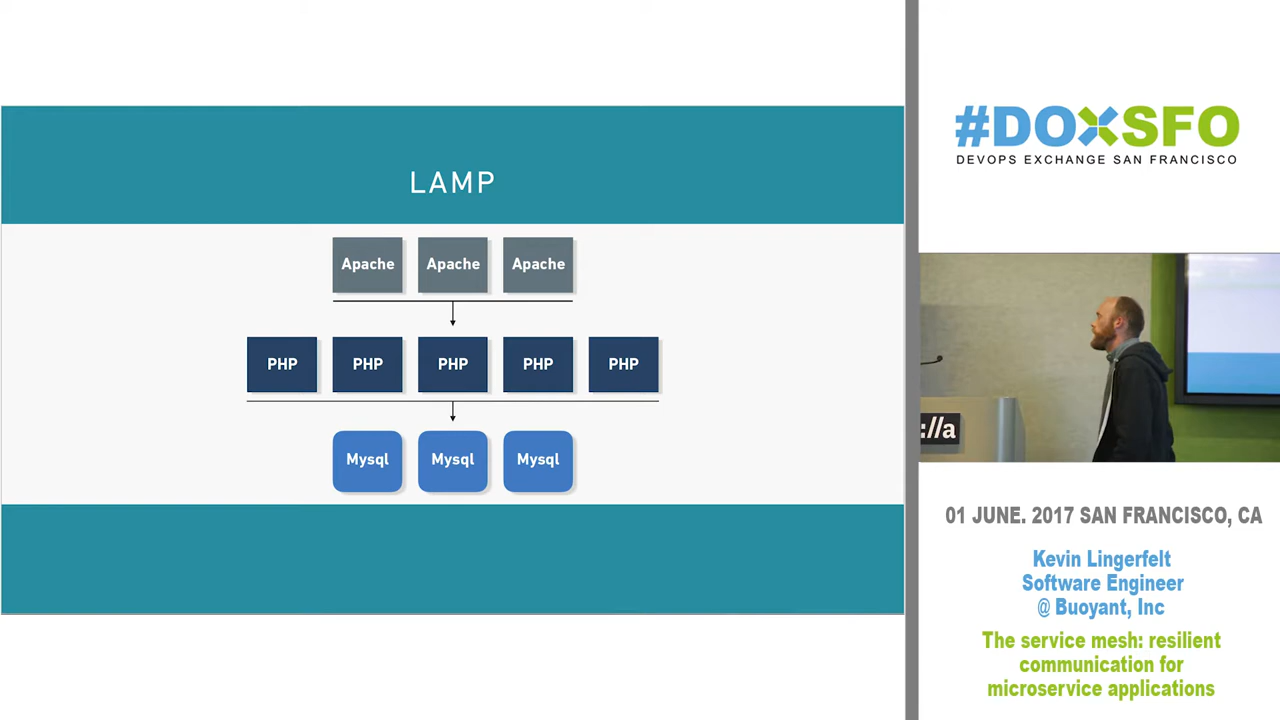 LAMP
Apache Apache Apache
PHP PHP PHP PHP PHP
Mysql Mysql Mysql
#DOXSFO
DEVOPS EXCHANGE SAN FRANCISCO
://a
01 JUNE. 2017 SAN FRANCISCO, CA
Kevin Lingerfelt
Software Engineer
@ Buoyant, Inc
The service mesh: resilient
communication for
microservice applications